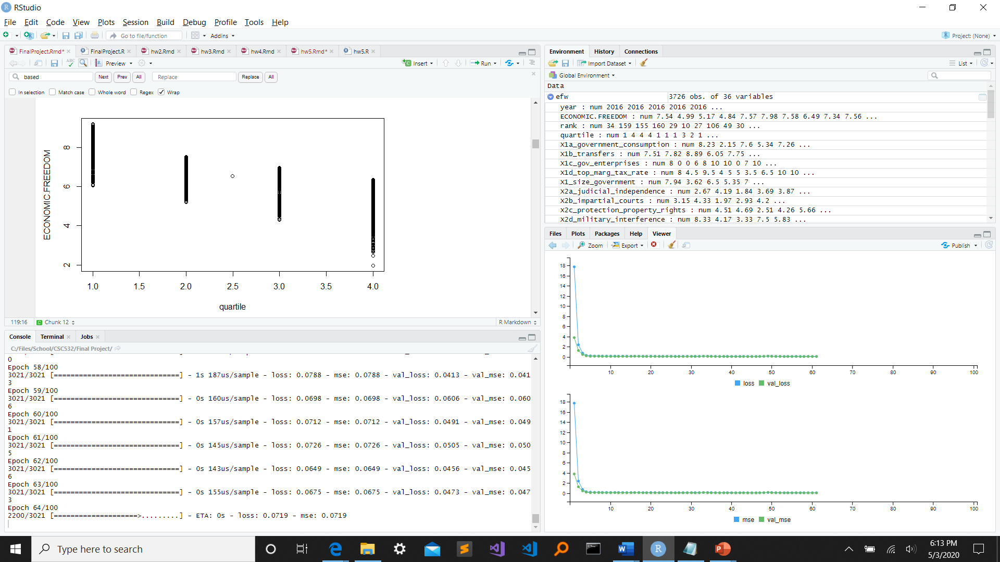 RStudio
File Edit Code View Plots Session Build Debug Profile Tools Help
Go to file/function Addins Project: (None)
FinalProject.Rmd* FinalProject.R hw2.Rmd hw3.Rmd hw4.Rmd hw5.Rmd* hw5.R
ABC Preview Insert Run
based Next Prev All Replace Replace All
In selection Match case Whole word Regex Wrap
ECONOMIC.FREEDOM
8
6
4
2
1.0 1.5 2.0 2.5 3.0 3.5 4.0
quartile
119:16 Chunk 12 R Markdown
Console Terminal Jobs
C:/Files/School/CSC532/Final Project/
0
Epoch 58/100
3021/3021 [==============================] - 1s 187us/sample - loss: 0.0788 - mse: 0.0788 - val_loss: 0.0413 - val_mse: 0.041
3
Epoch 59/100
3021/3021 [==============================] - 0s 160us/sample - loss: 0.0698 - mse: 0.0698 - val_loss: 0.0606 - val_mse: 0.060
6
Epoch 60/100
3021/3021 [==============================] - 0s 157us/sample - loss: 0.0712 - mse: 0.0712 - val_loss: 0.0491 - val_mse: 0.049
1
Epoch 61/100
3021/3021 [==============================] - 0s 145us/sample - loss: 0.0726 - mse: 0.0726 - val_loss: 0.0505 - val_mse: 0.050
5
Epoch 62/100
3021/3021 [==============================] - 0s 143us/sample - loss: 0.0649 - mse: 0.0649 - val_loss: 0.0456 - val_mse: 0.045
6
Epoch 63/100
3021/3021 [==============================] - 0s 155us/sample - loss: 0.0675 - mse: 0.0675 - val_loss: 0.0473 - val_mse: 0.047
3
Epoch 64/100
2200/3021 [====================>.........] - ETA: 0s - loss: 0.0719 - mse: 0.0719
Environment History Connections
Import Dataset List
Global Environment
Data
efw 3726 obs. of 36 variables
year : num 2016 2016 2016 2016 2016 ...
ECONOMIC.FREEDOM : num 7.54 4.99 5.17 4.84 7.57 7.98 7.58 6.49 7.34 7.56 ...
rank : num 34 159 155 160 29 10 27 106 49 30 ...
quartile : num 1 4 4 4 1 1 1 3 2 1 ...
X1a_government_consumption : num 8.23 2.15 7.6 5.34 7.26 ...
X1b_transfers : num 7.51 7.82 8.89 6.05 7.75 ...
X1c_gov_enterprises : num 8 0 0 6 8 10 10 0 7 10 ...
X1d_top_marg_tax_rate : num 8 4.5 9.5 4 5 5 3.5 6.5 10 10 ...
X1_size_government : num 7.94 3.62 6.5 5.35 7 ...
X2a_judicial_independence : num 2.67 4.19 1.84 3.69 3.87 ...
X2b_impartial_courts : num 3.15 4.33 1.97 2.93 4.2 ...
X2c_protection_property_rights : num 4.51 4.69 2.51 4.26 5.66 ...
X2d_military_interference : num 8.33 4.17 3.33 7.5 5.83 ...
Files Plots Packages Help Viewer
Zoom Export Publish
18
16
14
12
10
8
6
4
2
0
10 20 30 40 50 60 70 80 90 100
loss val_loss
18
16
14
12
10
8
6
4
2
0
10 20 30 40 50 60 70 80 90 100
mse val_mse
Type here to search
6:13 PM
5/3/2020